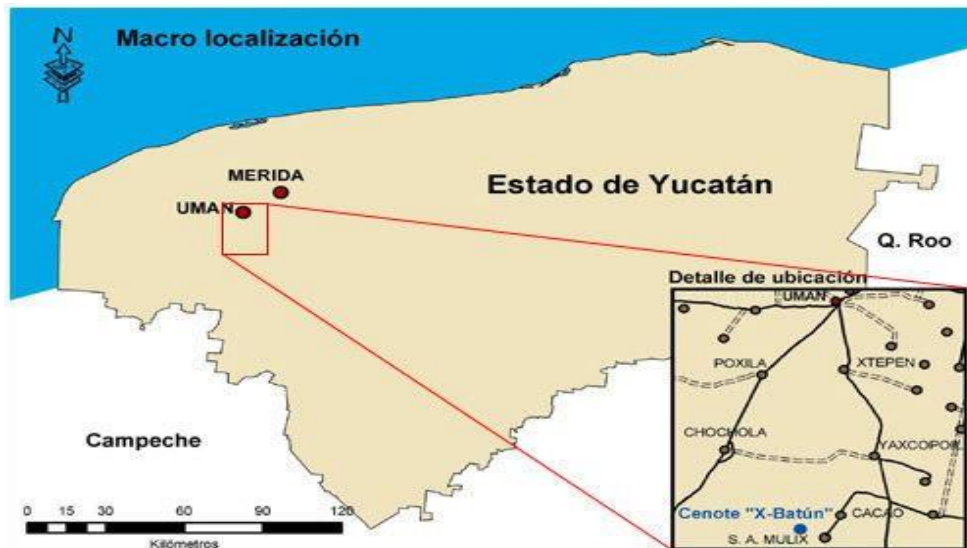 N
Macro localización
MERIDA
UMAN
Estado de Yucatán
Q. Roo
Campeche
0 15 30 60 90 120
Kilómetros
Detalle de ubicación
UMAN
POXILA
XTEPEN
CHOCHOLA
YAXCOPOIL
Cenote "X-Batún"
CACAO
S. A. MULIX